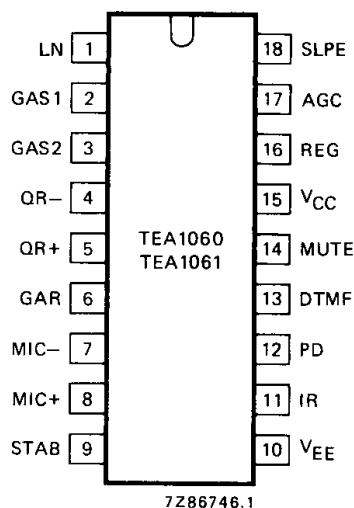 LN 1 18 SLPE
GAS1 2 17 AGC
GAS2 3 16 REG
QR− 4 15 VCC
QR+ 5 TEA1060 14 MUTE
TEA1061
GAR 6 13 DTMF
MIC− 7 12 PD
MIC+ 8 11 IR
STAB 9 10 VEE
7Z86746.1